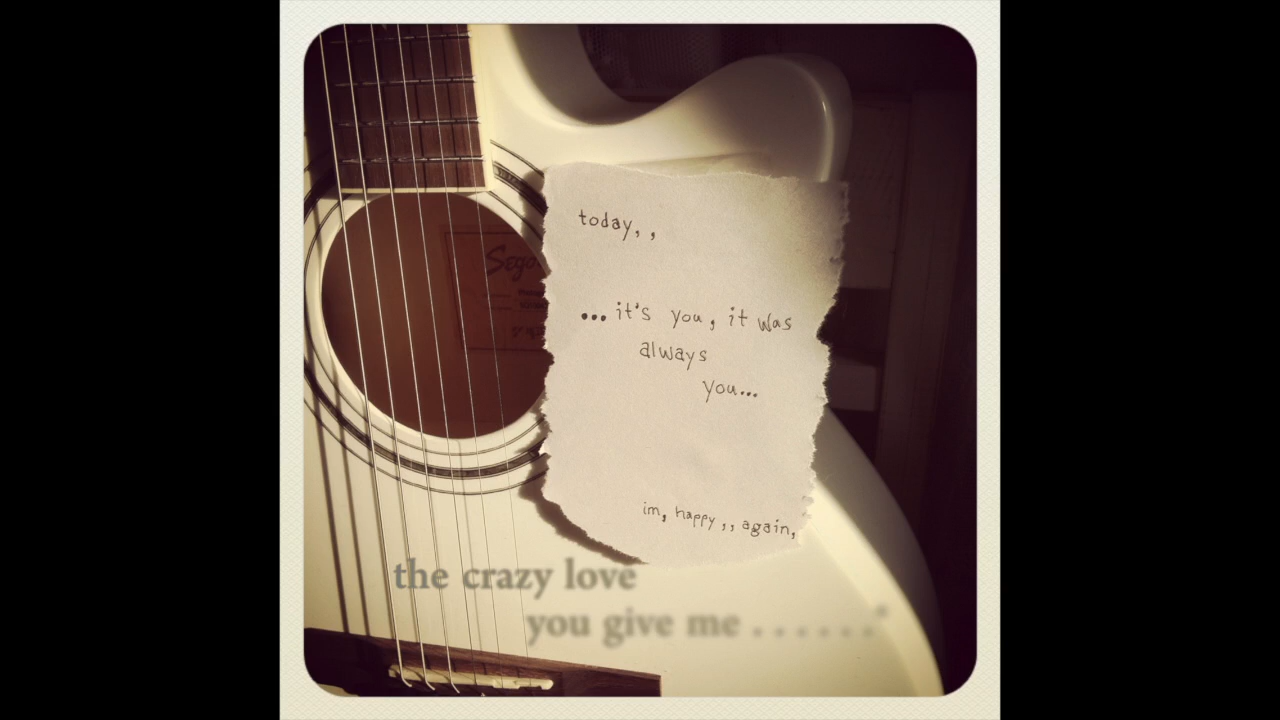 today, ,
...it's you, it was
always
you...
im, happy ,, again,
the crazy love
you give me . . . . . .